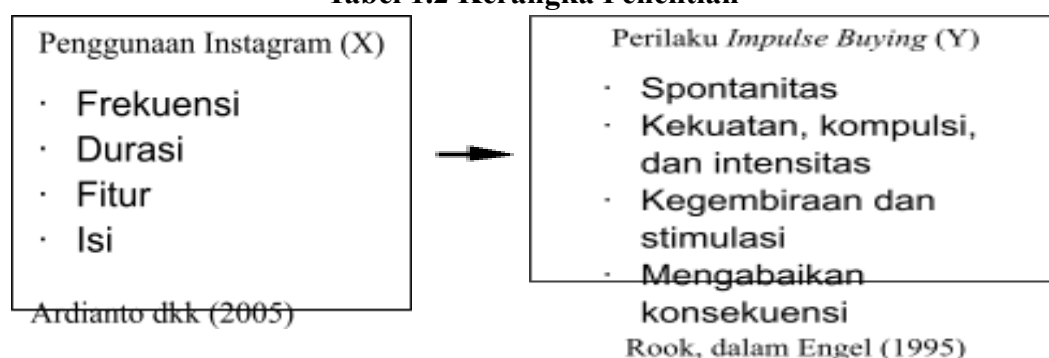 Tabel 1.2 Kerangka Penelitian
Penggunaan Instagram (X)
· Frekuensi
· Durasi
· Fitur
· Isi
Ardianto dkk (2005)
Perilaku Impulse Buying (Y)
· Spontanitas
· Kekuatan, kompulsi,
dan intensitas
· Kegembiraan dan
stimulasi
· Mengabaikan
konsekuensi
Rook, dalam Engel (1995)